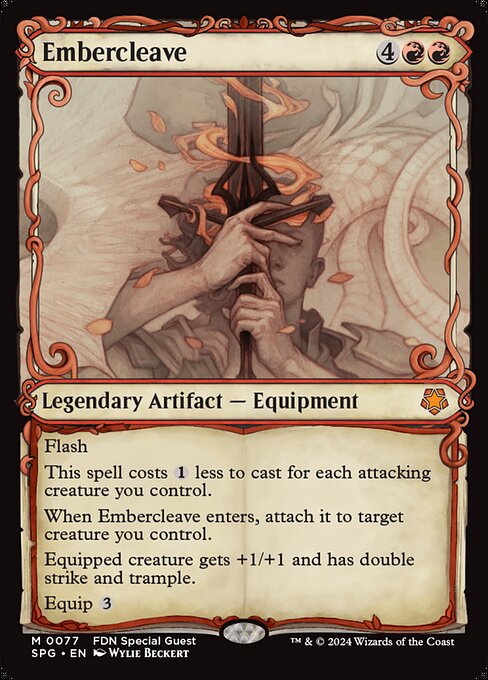 Embercleave 4
Legendary Artifact — Equipment
Flash
This spell costs 1 less to cast for each attacking
creature you control.
When Embercleave enters, attach it to target
creature you control.
Equipped creature gets +1/+1 and has double
strike and trample.
Equip 3
M 0077 FDN Special Guest
SPG • EN Wylie Beckert
™ & © 2024 Wizards of the Coast